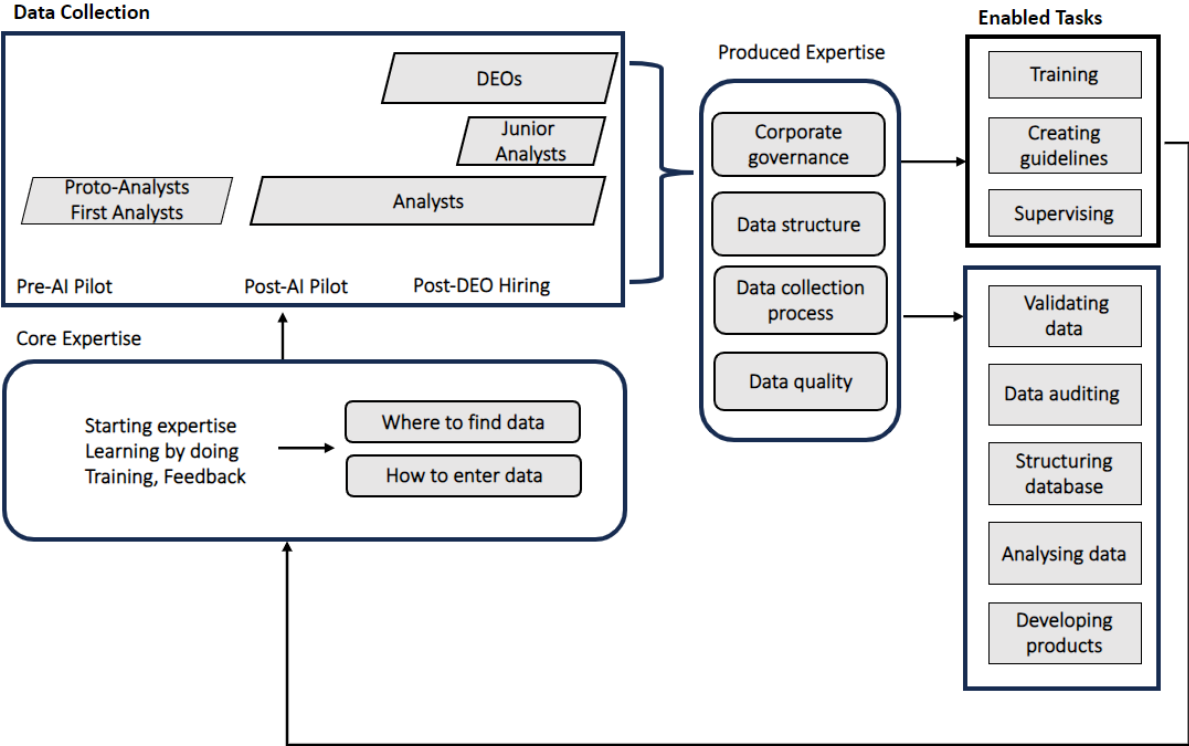 Data Collection
DEOs
Junior
Analysts
Proto-Analysts
First Analysts
Analysts
Pre-AI Pilot
Post-AI Pilot
Post-DEO Hiring
Core Expertise
Starting expertise
Learning by doing
Training, Feedback
Where to find data
How to enter data
Produced Expertise
Corporate
governance
Data structure
Data collection
process
Data quality
Enabled Tasks
Training
Creating
guidelines
Supervising
Validating
data
Data auditing
Structuring
database
Analysing data
Developing
products